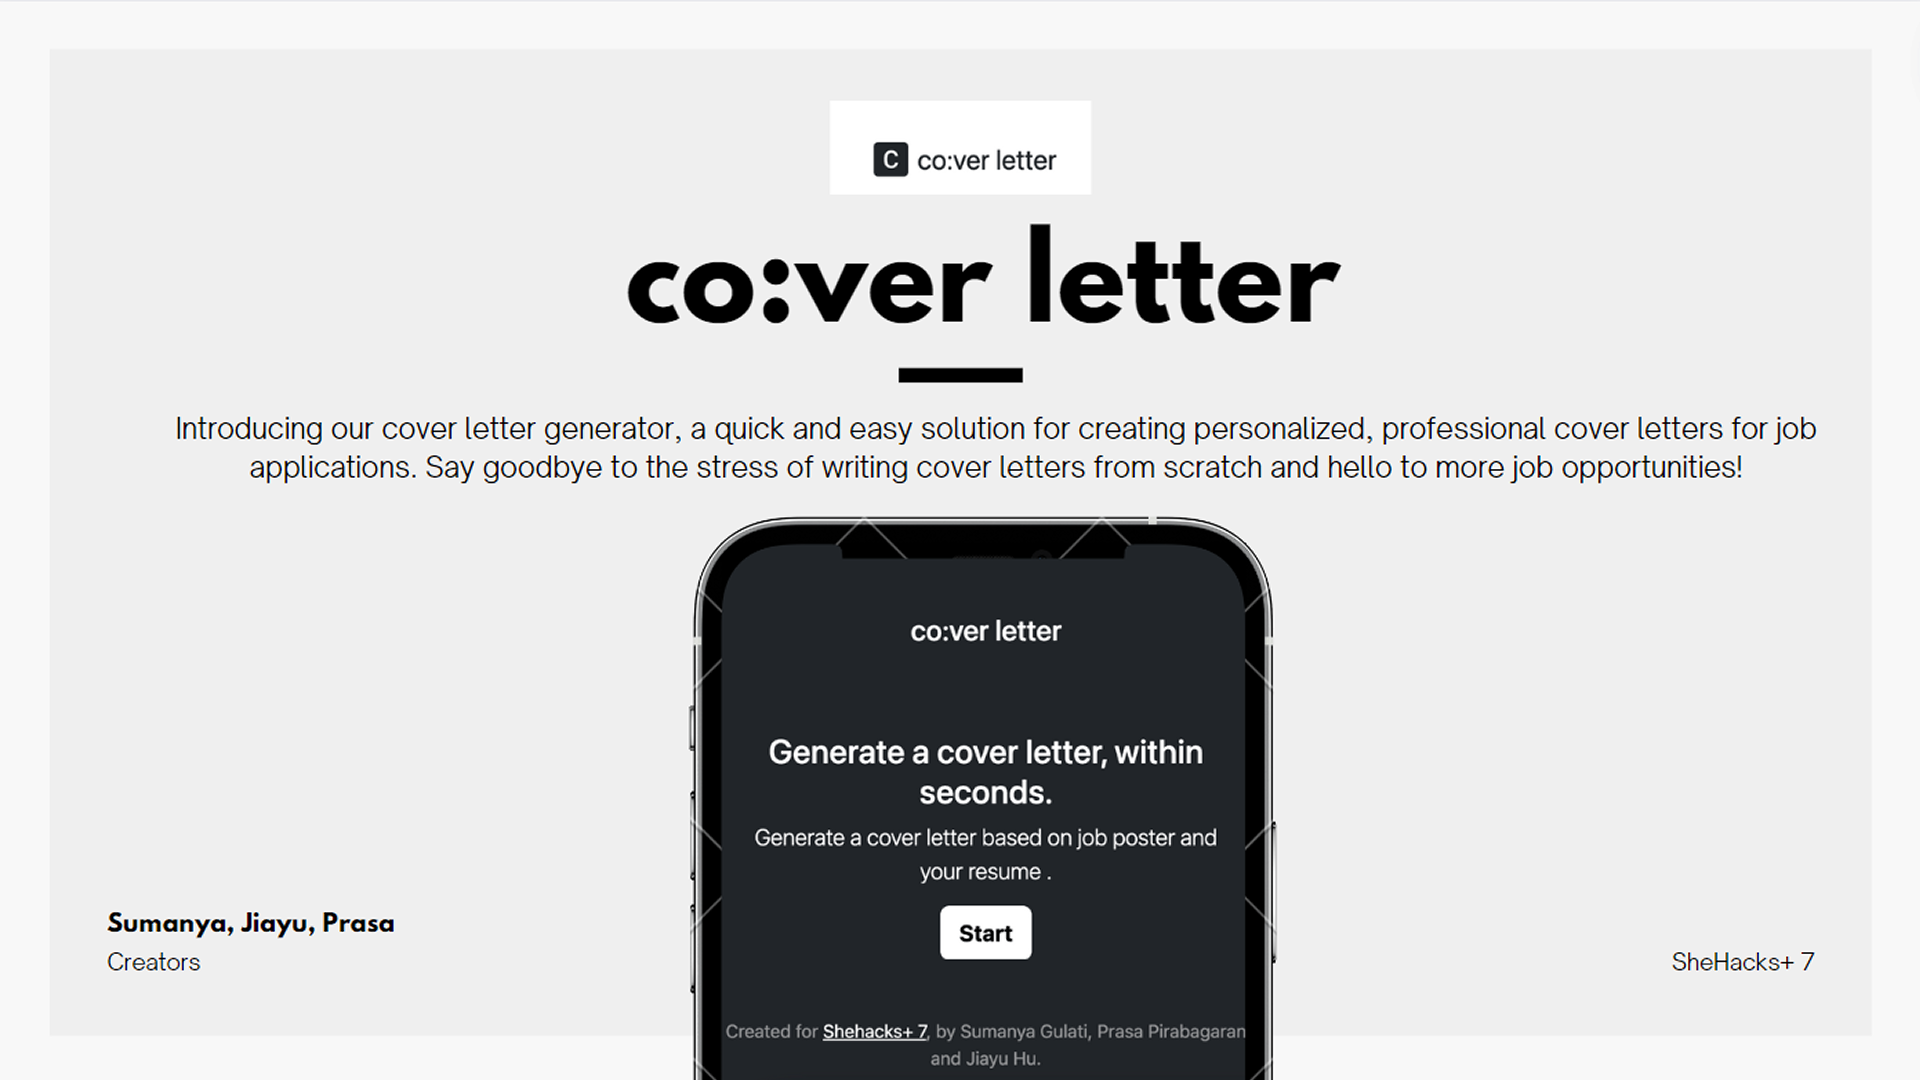 C co:ver letter
co:ver letter
Introducing our cover letter generator, a quick and easy solution for creating personalized, professional cover letters for job
applications. Say goodbye to the stress of writing cover letters from scratch and hello to more job opportunities!
co:ver letter
Generate a cover letter, within
seconds.
Generate a cover letter based on job poster and
your resume .
Start
Sumanya, Jiayu, Prasa
Creators
SheHacks+ 7
Created for Shehacks+ 7, by Sumanya Gulati, Prasa Pirabagaran
and Jiayu Hu.